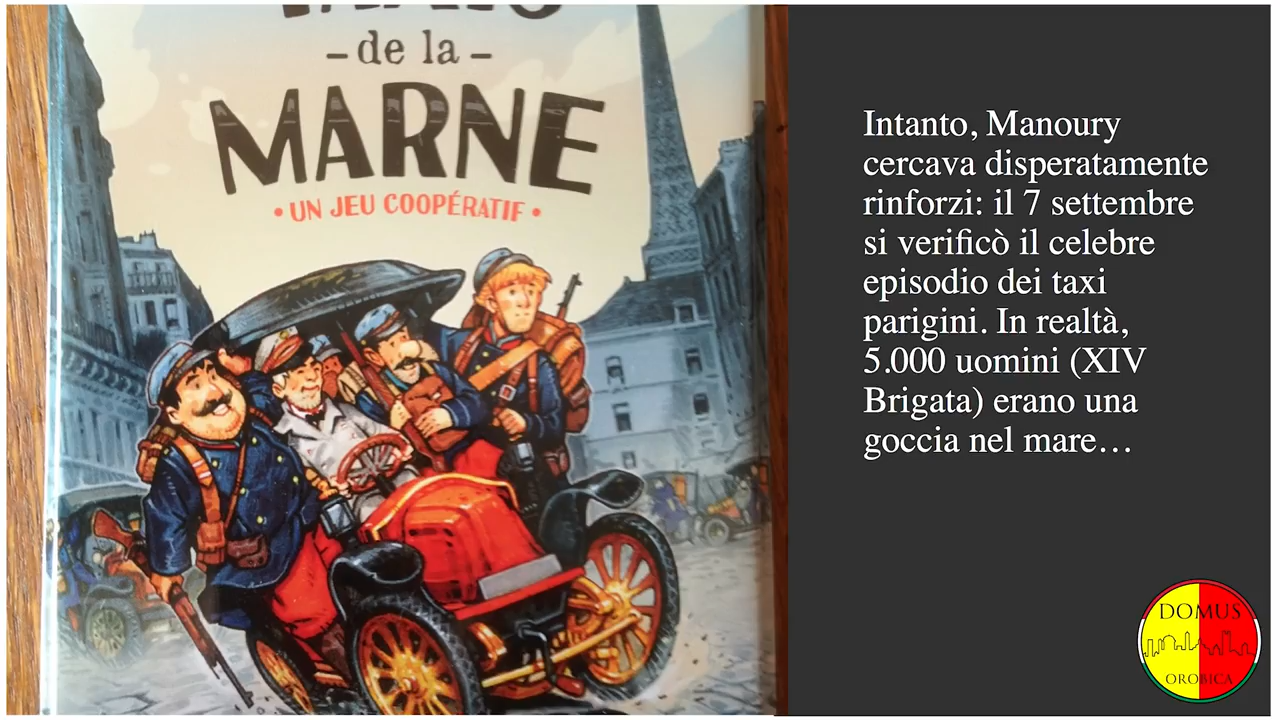 – de la –
MARNE
• UN JEU COOPÉRATIF •
Intanto, Manoury
cercava disperatamente
rinforzi: il 7 settembre
si verificò il celebre
episodio dei taxi
parigini. In realtà,
5.000 uomini (XIV
Brigata) erano una
goccia nel mare…
DOMUS
OROBICA